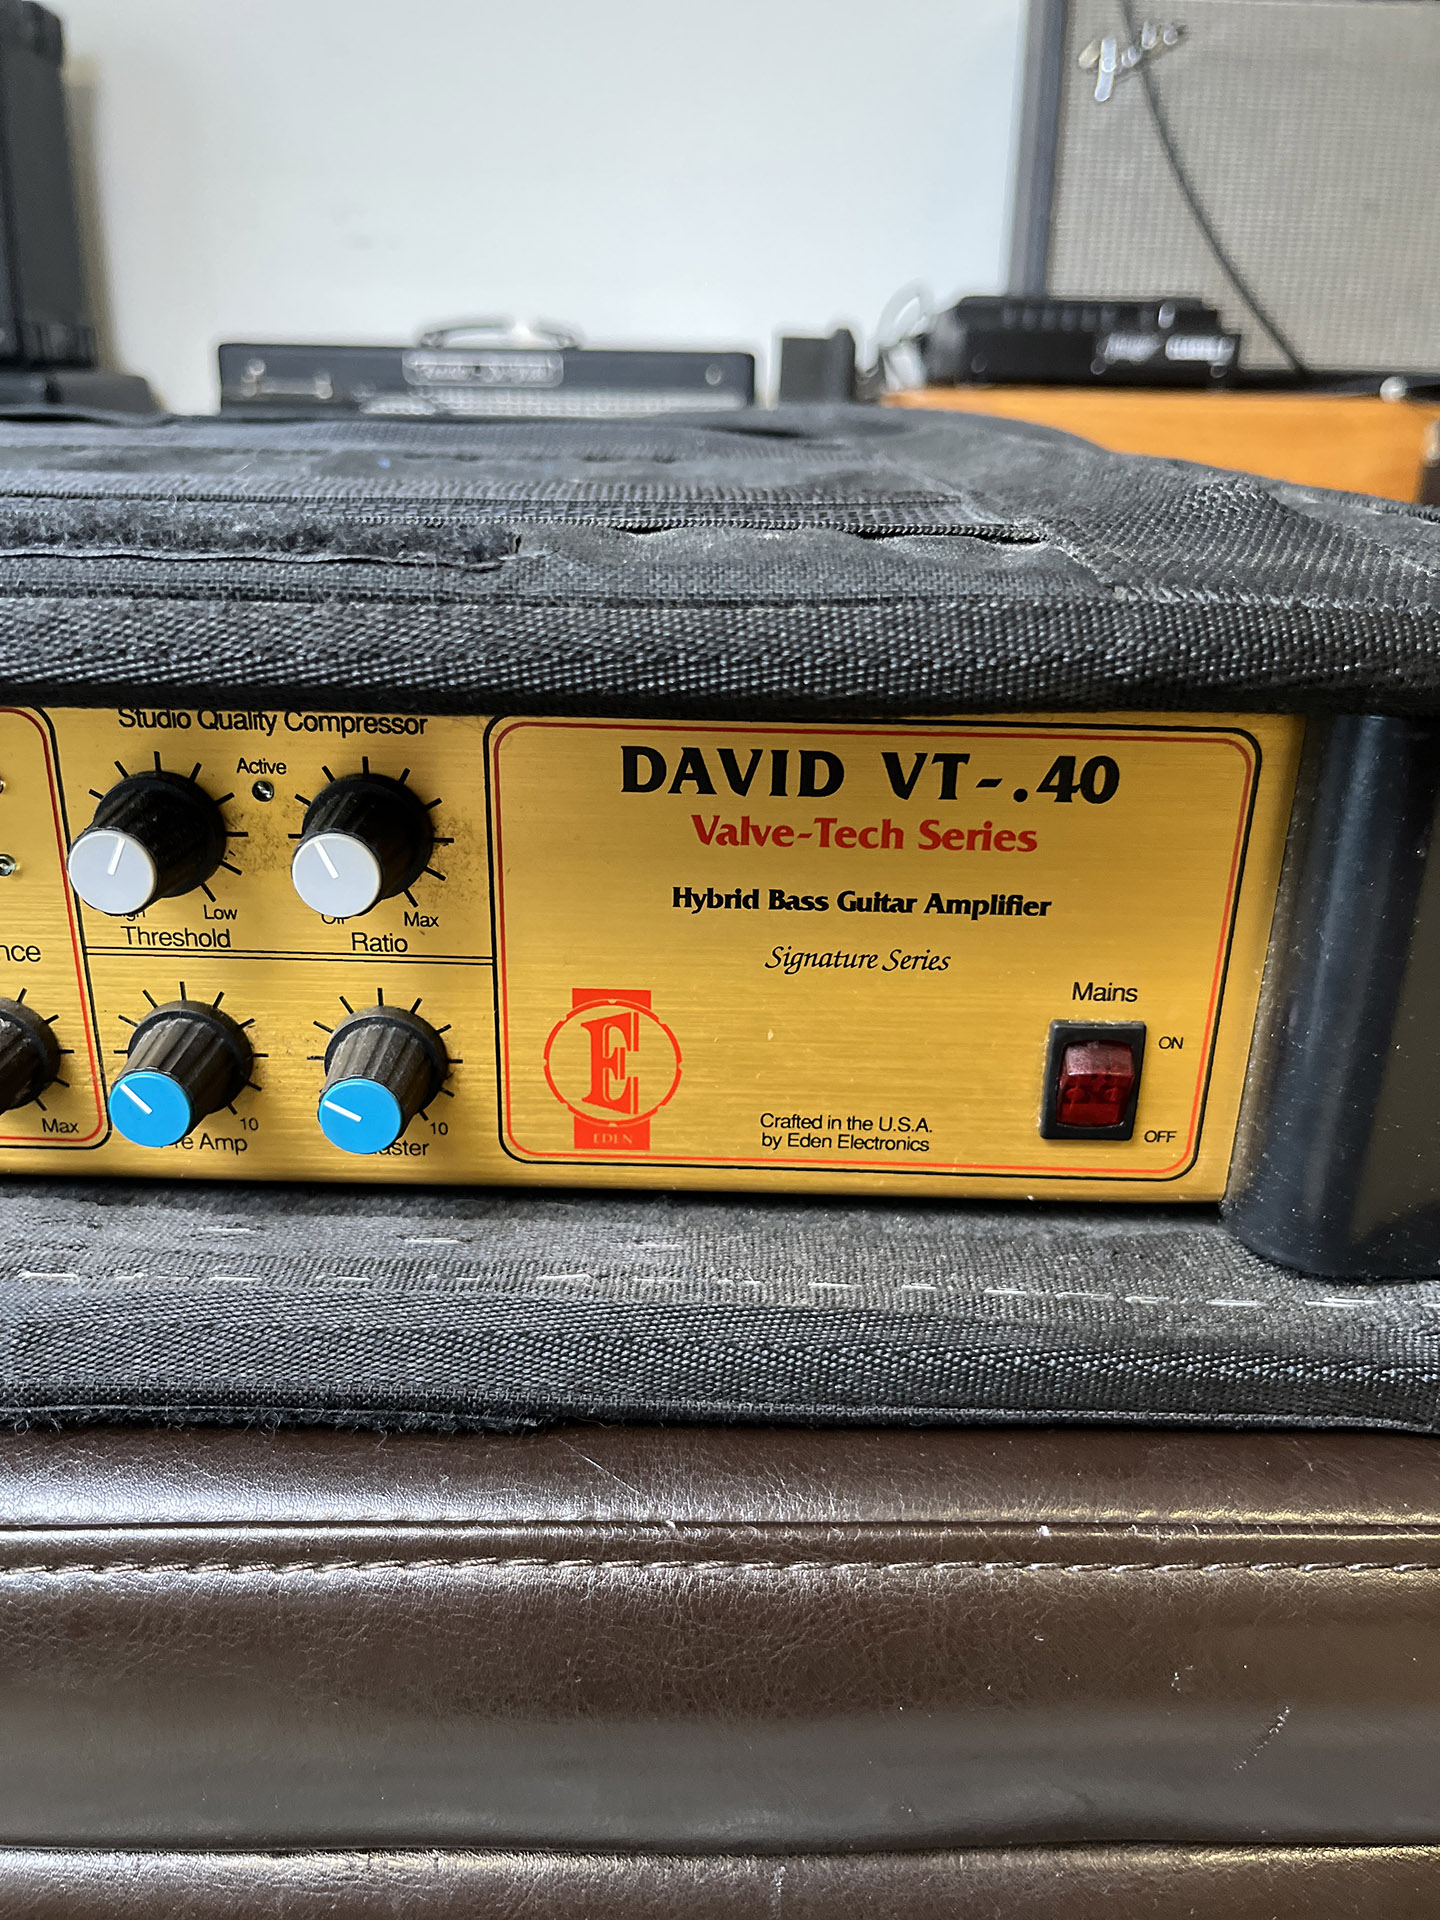 Fender
Studio Quality Compressor
Active
Low
Threshold
Max
Ratio
Max
10
10
DAVID VT-.40
Valve-Tech Series
Hybrid Bass Guitar Amplifier
Signature Series
Mains
ON
OFF
E
EDEN
Crafted in the U.S.A.
by Eden Electronics